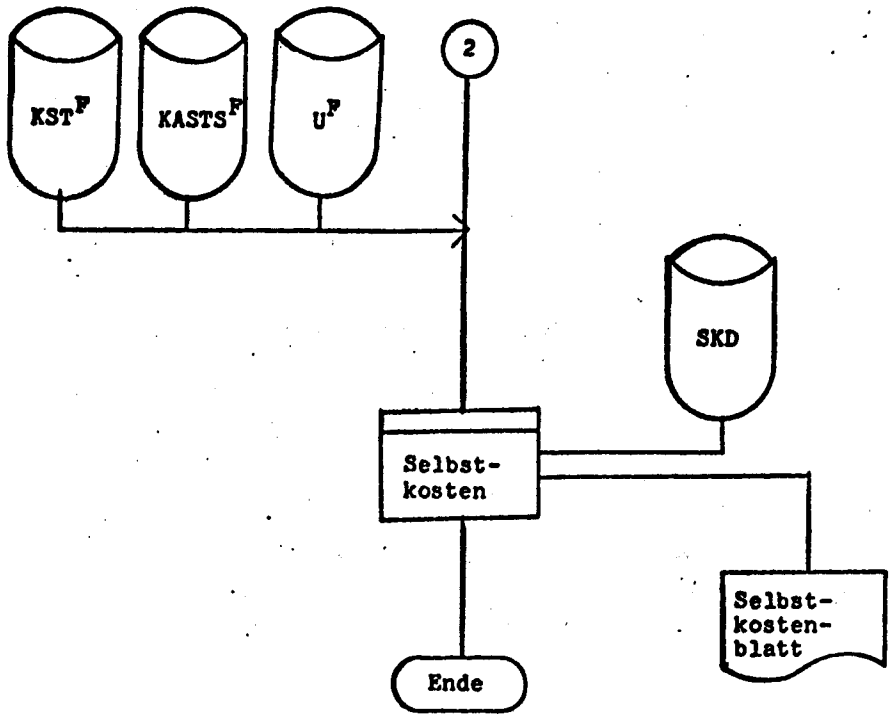 KST^F
KASTS^F
U^F
2
SKD
Selbst-
kosten
Selbst-
kosten-
blatt
Ende